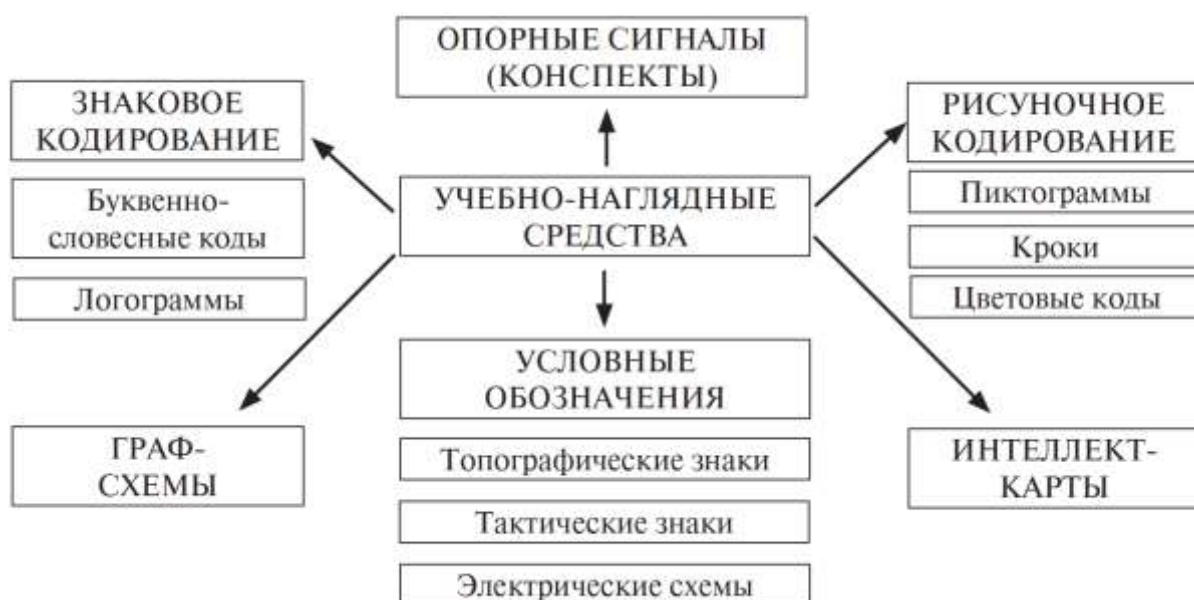 ОПОРНЫЕ СИГНАЛЫ
(КОНСПЕКТЫ)
ЗНАКОВОЕ
КОДИРОВАНИЕ
Буквенно-
словесные коды
Логограммы
РИСУНОЧНОЕ
КОДИРОВАНИЕ
Пиктограммы
Кроки
Цветовые коды
УЧЕБНО-НАГЛЯДНЫЕ
СРЕДСТВА
УСЛОВНЫЕ
ОБОЗНАЧЕНИЯ
Топографические знаки
Тактические знаки
Электрические схемы
ГРАФ-
СХЕМЫ
ИНТЕЛЛЕКТ-
КАРТЫ